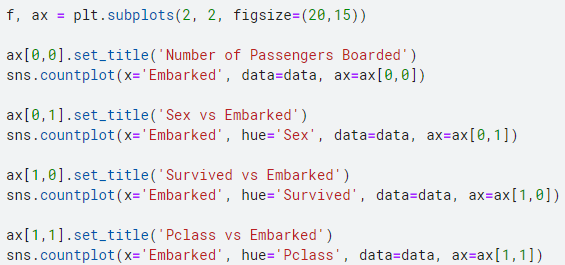 f, ax = plt.subplots(2, 2, figsize=(20,15))
ax[0,0].set_title('Number of Passengers Boarded')
sns.countplot(x='Embarked', data=data, ax=ax[0,0])
ax[0,1].set_title('Sex vs Embarked')
sns.countplot(x='Embarked', hue='Sex', data=data, ax=ax[0,1])
ax[1,0].set_title('Survived vs Embarked')
sns.countplot(x='Embarked', hue='Survived', data=data, ax=ax[1,0])
ax[1,1].set_title('Pclass vs Embarked')
sns.countplot(x='Embarked', hue='Pclass', data=data, ax=ax[1,1])